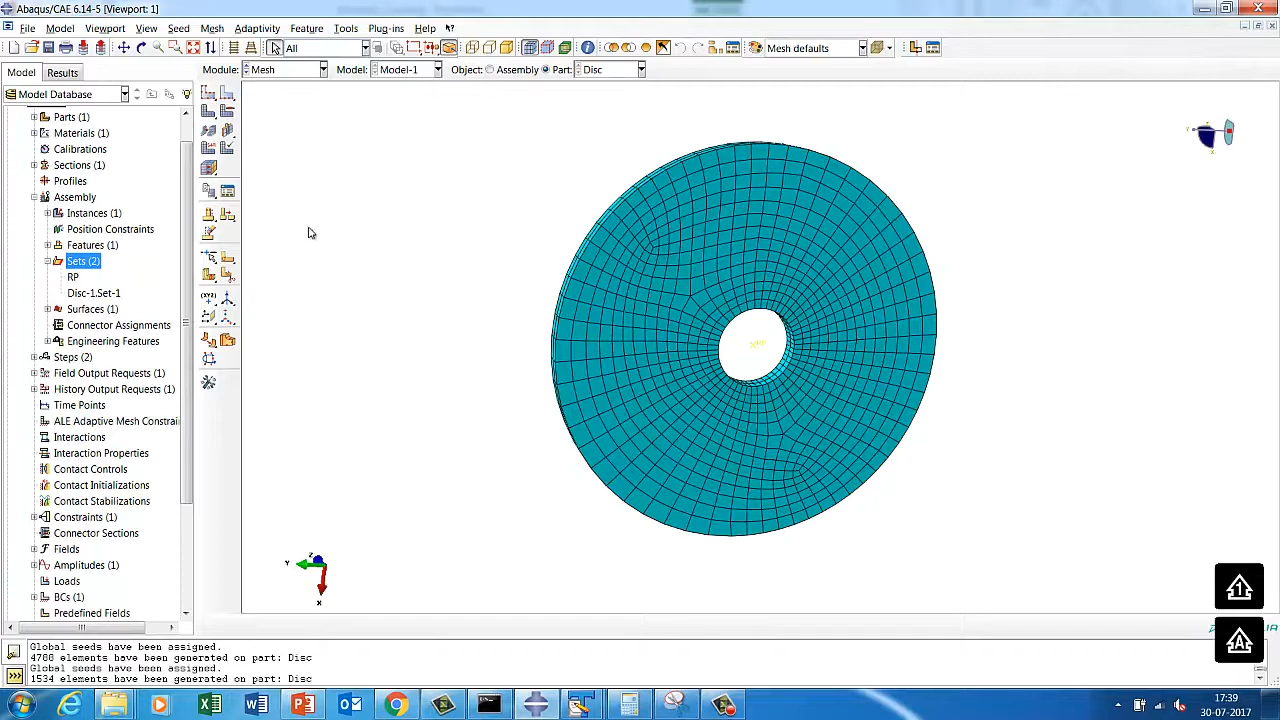 Abaqus/CAE 6.14-5 [Viewport: 1]
File Model Viewport View Seed Mesh Adaptivity Feature Tools Plug-ins Help
All
Mesh defaults
Model Results
Module: Mesh Model: Model-1 Object: Assembly Part: Disc
Model Database
Parts (1)
Materials (1)
Calibrations
Sections (1)
Profiles
Assembly
Instances (1)
Position Constraints
Features (1)
Sets (2)
RP
Disc-1.Set-1
Surfaces (1)
Connector Assignments
Engineering Features
Steps (2)
Field Output Requests (1)
History Output Requests (1)
Time Points
ALE Adaptive Mesh Constrai
Interactions
Interaction Properties
Contact Controls
Contact Initializations
Contact Stabilizations
Constraints (1)
Connector Sections
Fields
Amplitudes (1)
Loads
BCs (1)
Predefined Fields
Y
Z
X
Global seeds have been assigned.
4788 elements have been generated on part: Disc
Global seeds have been assigned.
1534 elements have been generated on part: Disc
1
A
17:39
30-07-2017